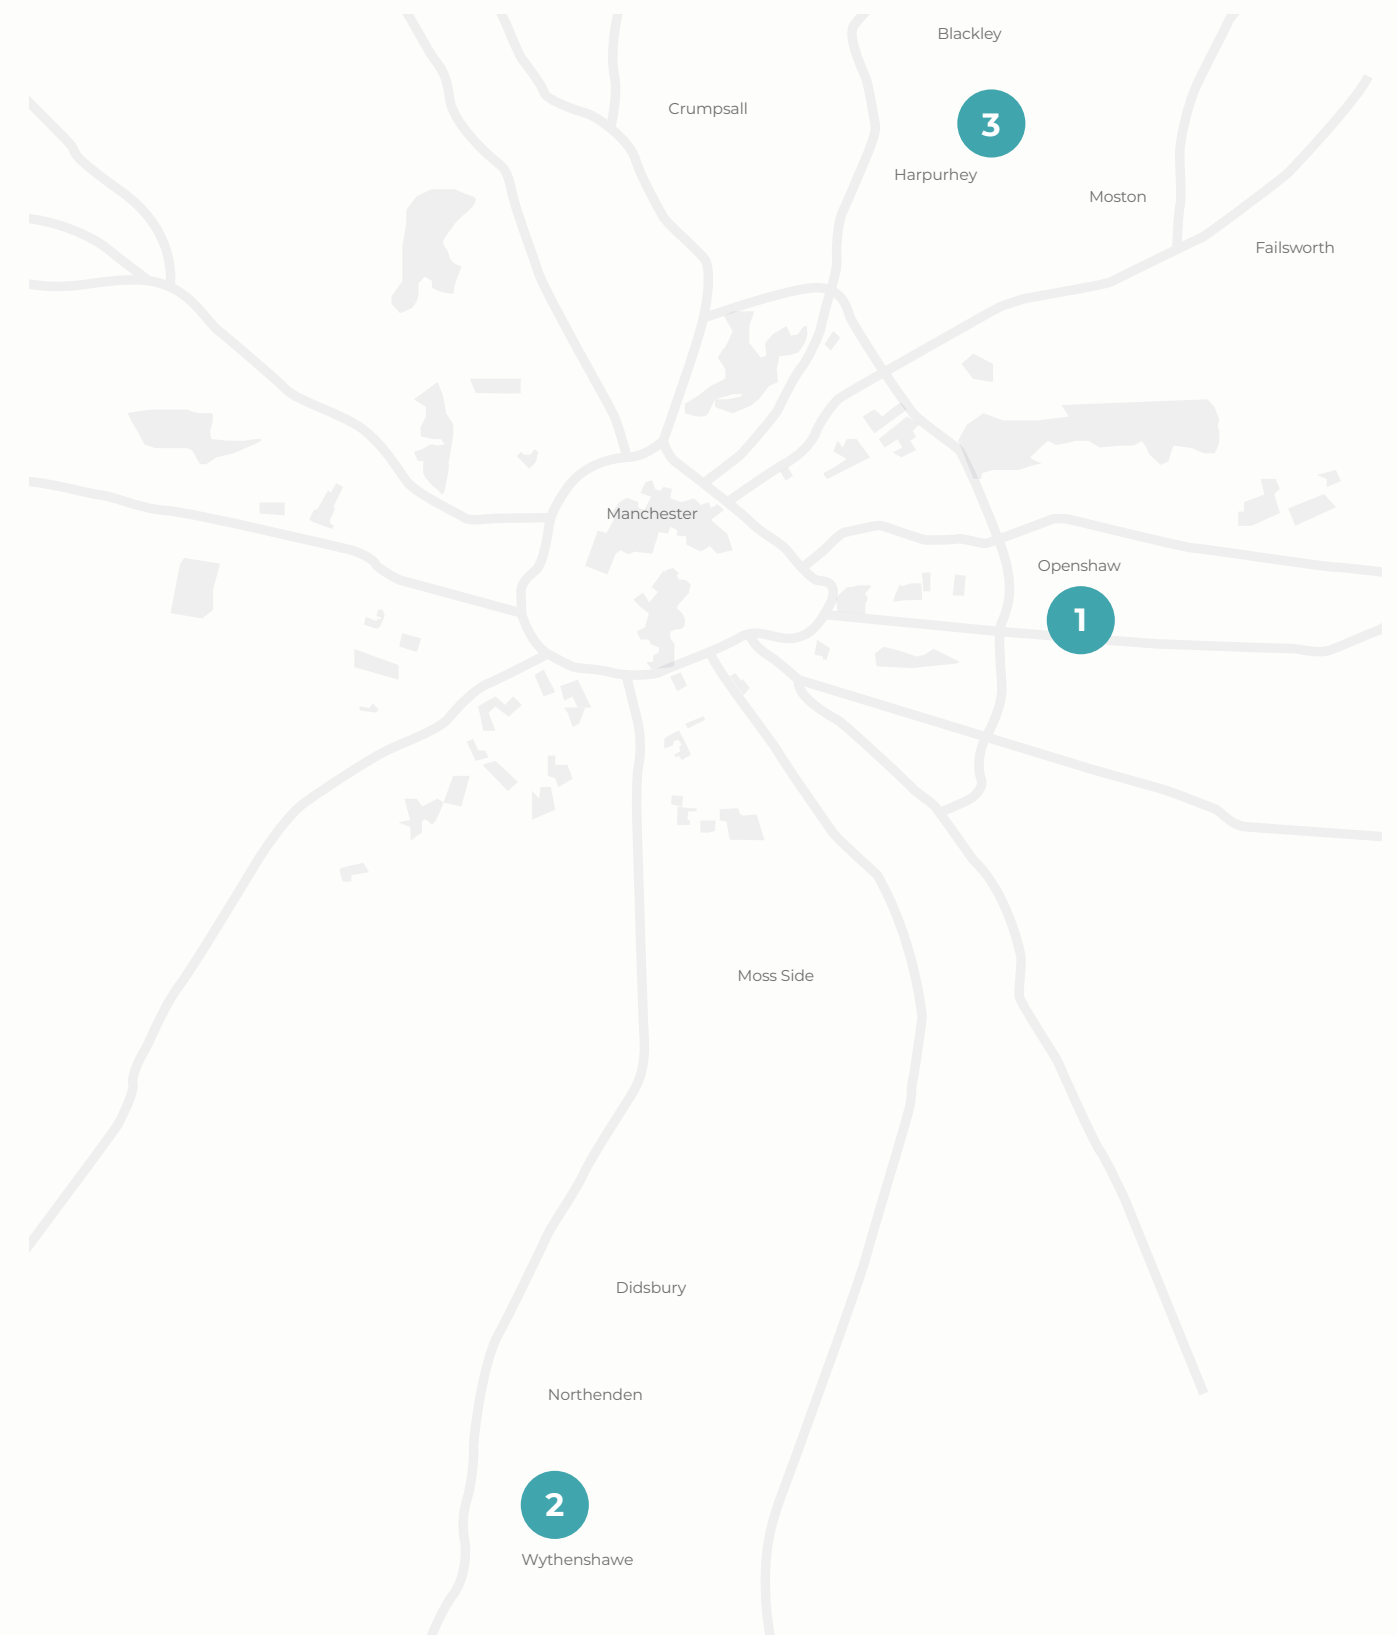 Blackley
Crumpsall
3
Harpurhey
Moston
Failsworth
Manchester
Openshaw
1
Moss Side
Didsbury
Northenden
2
Wythenshawe